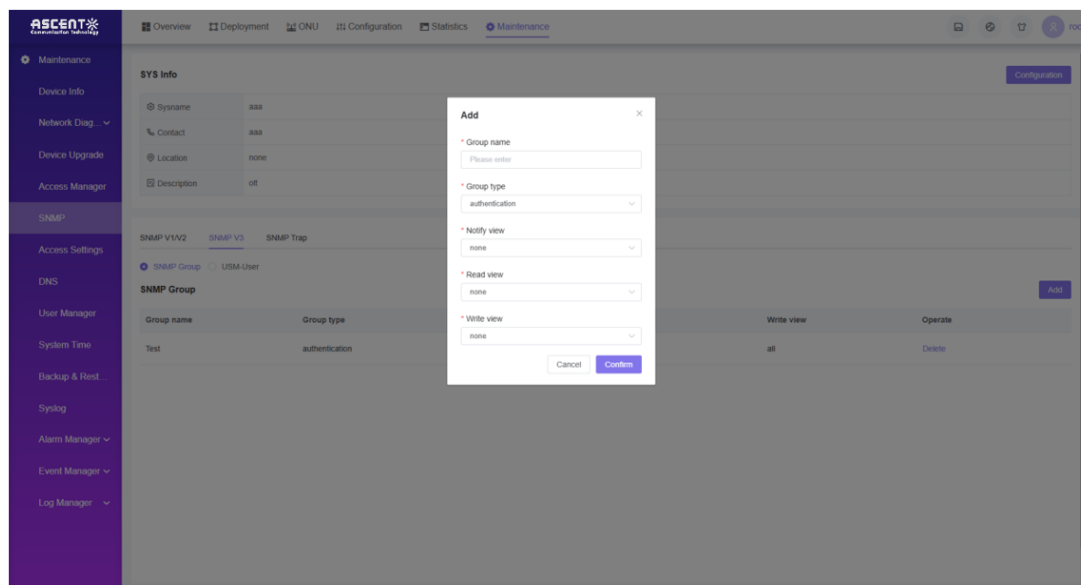 ASCENT
Communication Technology
Overview Deployment ONU Configuration Statistics Maintenance
Maintenance
Device Info
Network Diag...
Device Upgrade
Access Manager
SNMP
Access Settings
DNS
User Manager
System Time
Backup & Rest...
Syslog
Alarm Manager
Event Manager
Log Manager
SYS Info
Configuration
Sysname aaa
Contact aaa
Location none
Description olt
SNMP V1/V2 SNMP V3 SNMP Trap
SNMP Group USM-User
SNMP Group
Add
Group name Group type Write view Operate
Test authentication all Delete
Add
* Group name
Please enter
* Group type
authentication
* Notify view
none
* Read view
none
* Write view
none
Cancel Confirm